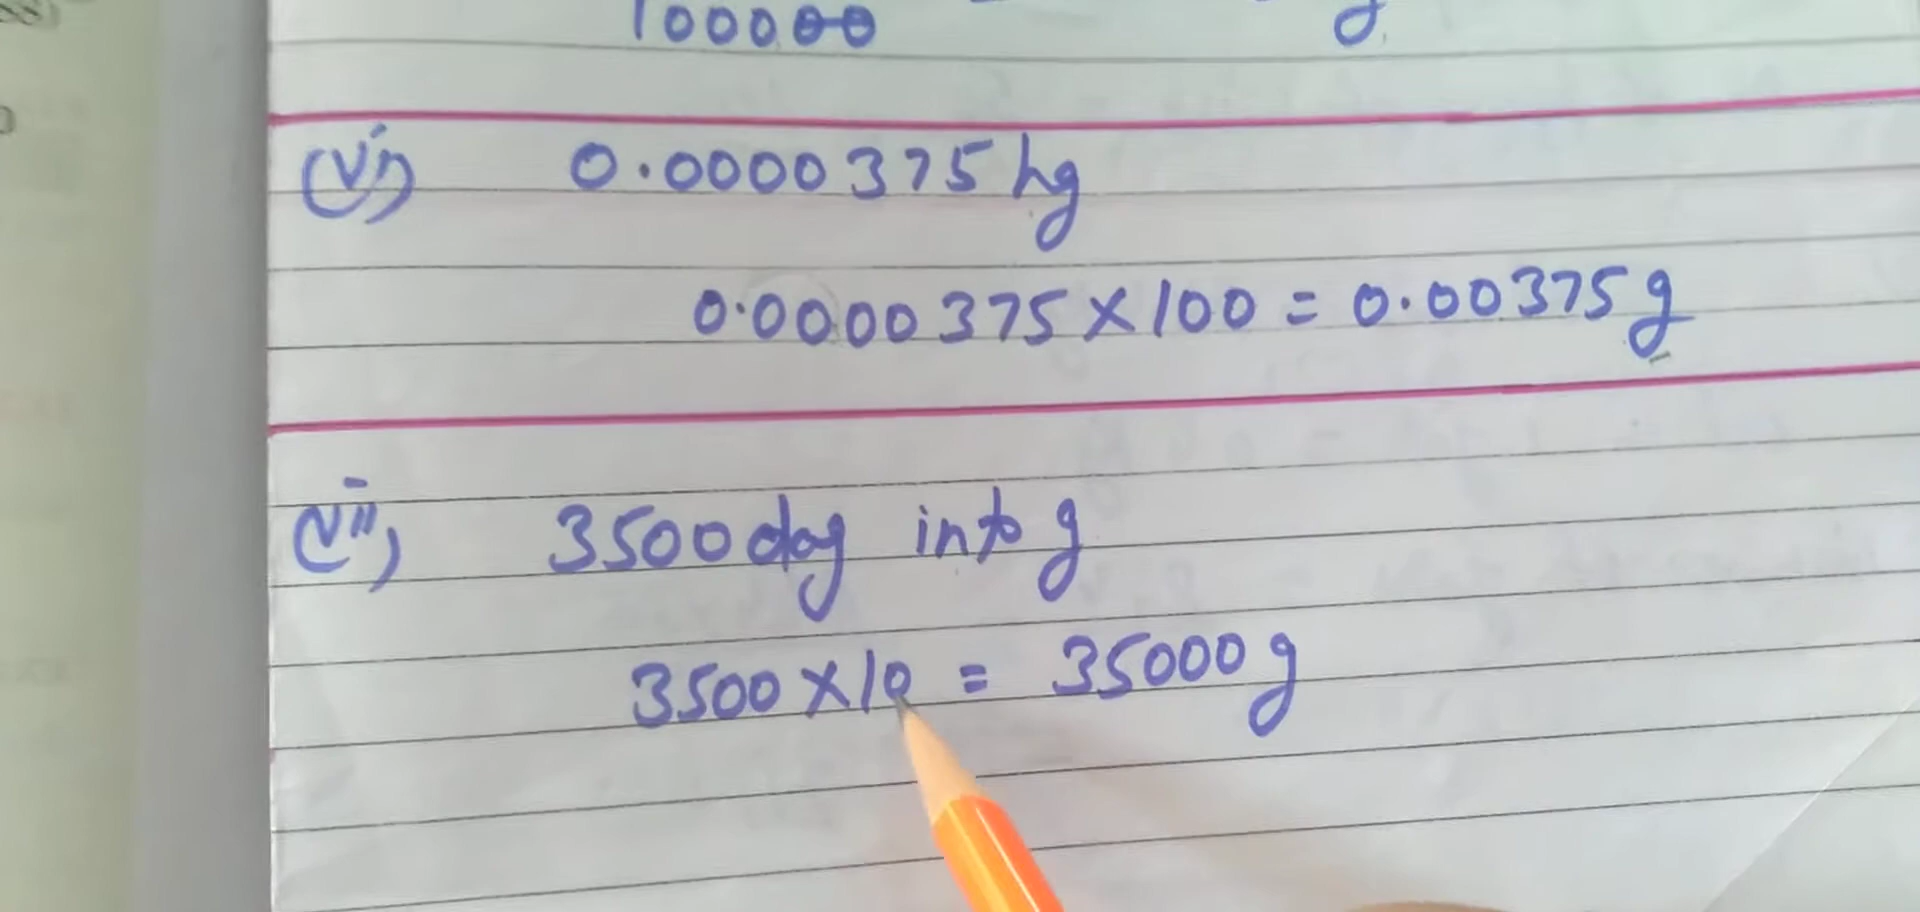 100000
g.
(vi) 0.0000375 hg
0.0000375 × 100 = 0.00375 g
(vii) 3500 dag into g
3500 × 10 = 35000 g